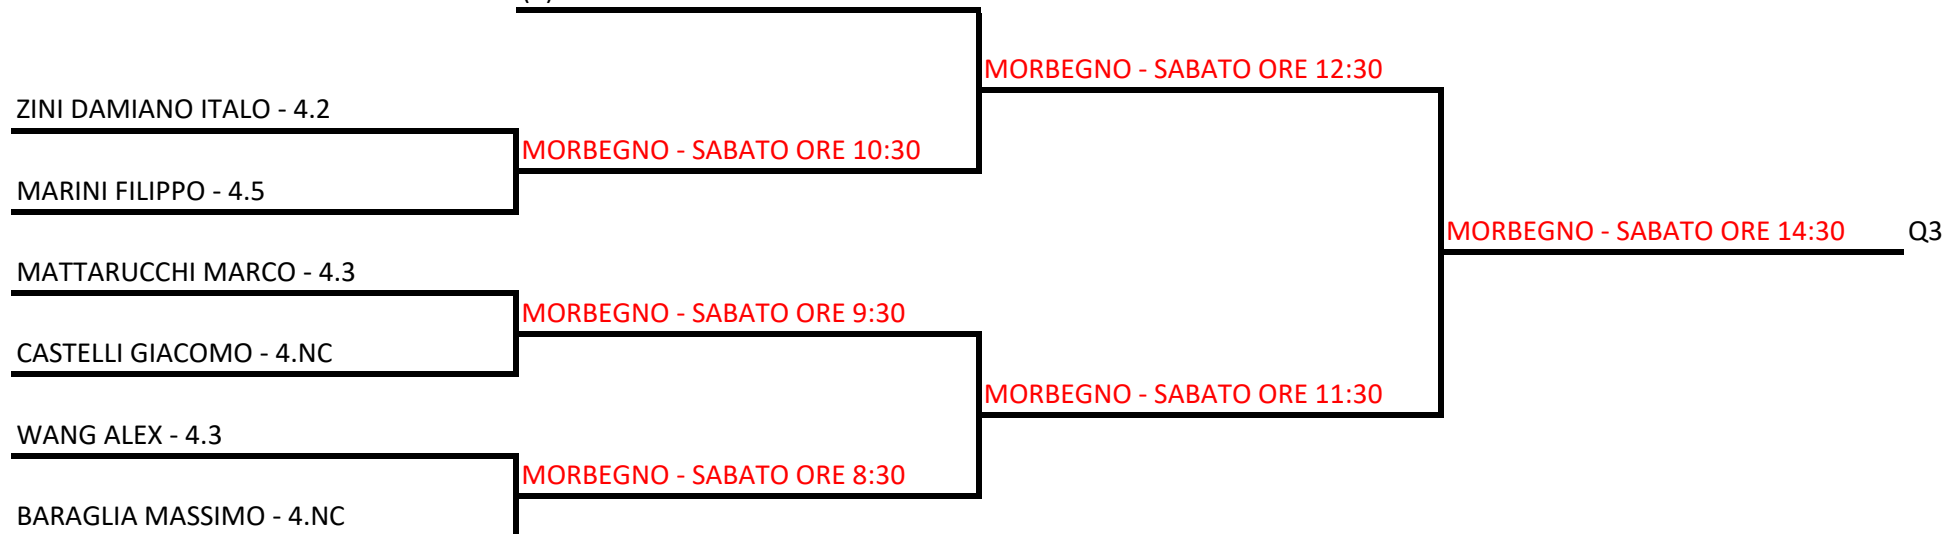 MORBEGNO - SABATO ORE 12:30
ZINI DAMIANO ITALO - 4.2
MORBEGNO - SABATO ORE 10:30
MARINI FILIPPO - 4.5
MORBEGNO - SABATO ORE 14:30 Q3
MATTARUCCHI MARCO - 4.3
MORBEGNO - SABATO ORE 9:30
CASTELLI GIACOMO - 4.NC
MORBEGNO - SABATO ORE 11:30
WANG ALEX - 4.3
MORBEGNO - SABATO ORE 8:30
BARAGLIA MASSIMO - 4.NC